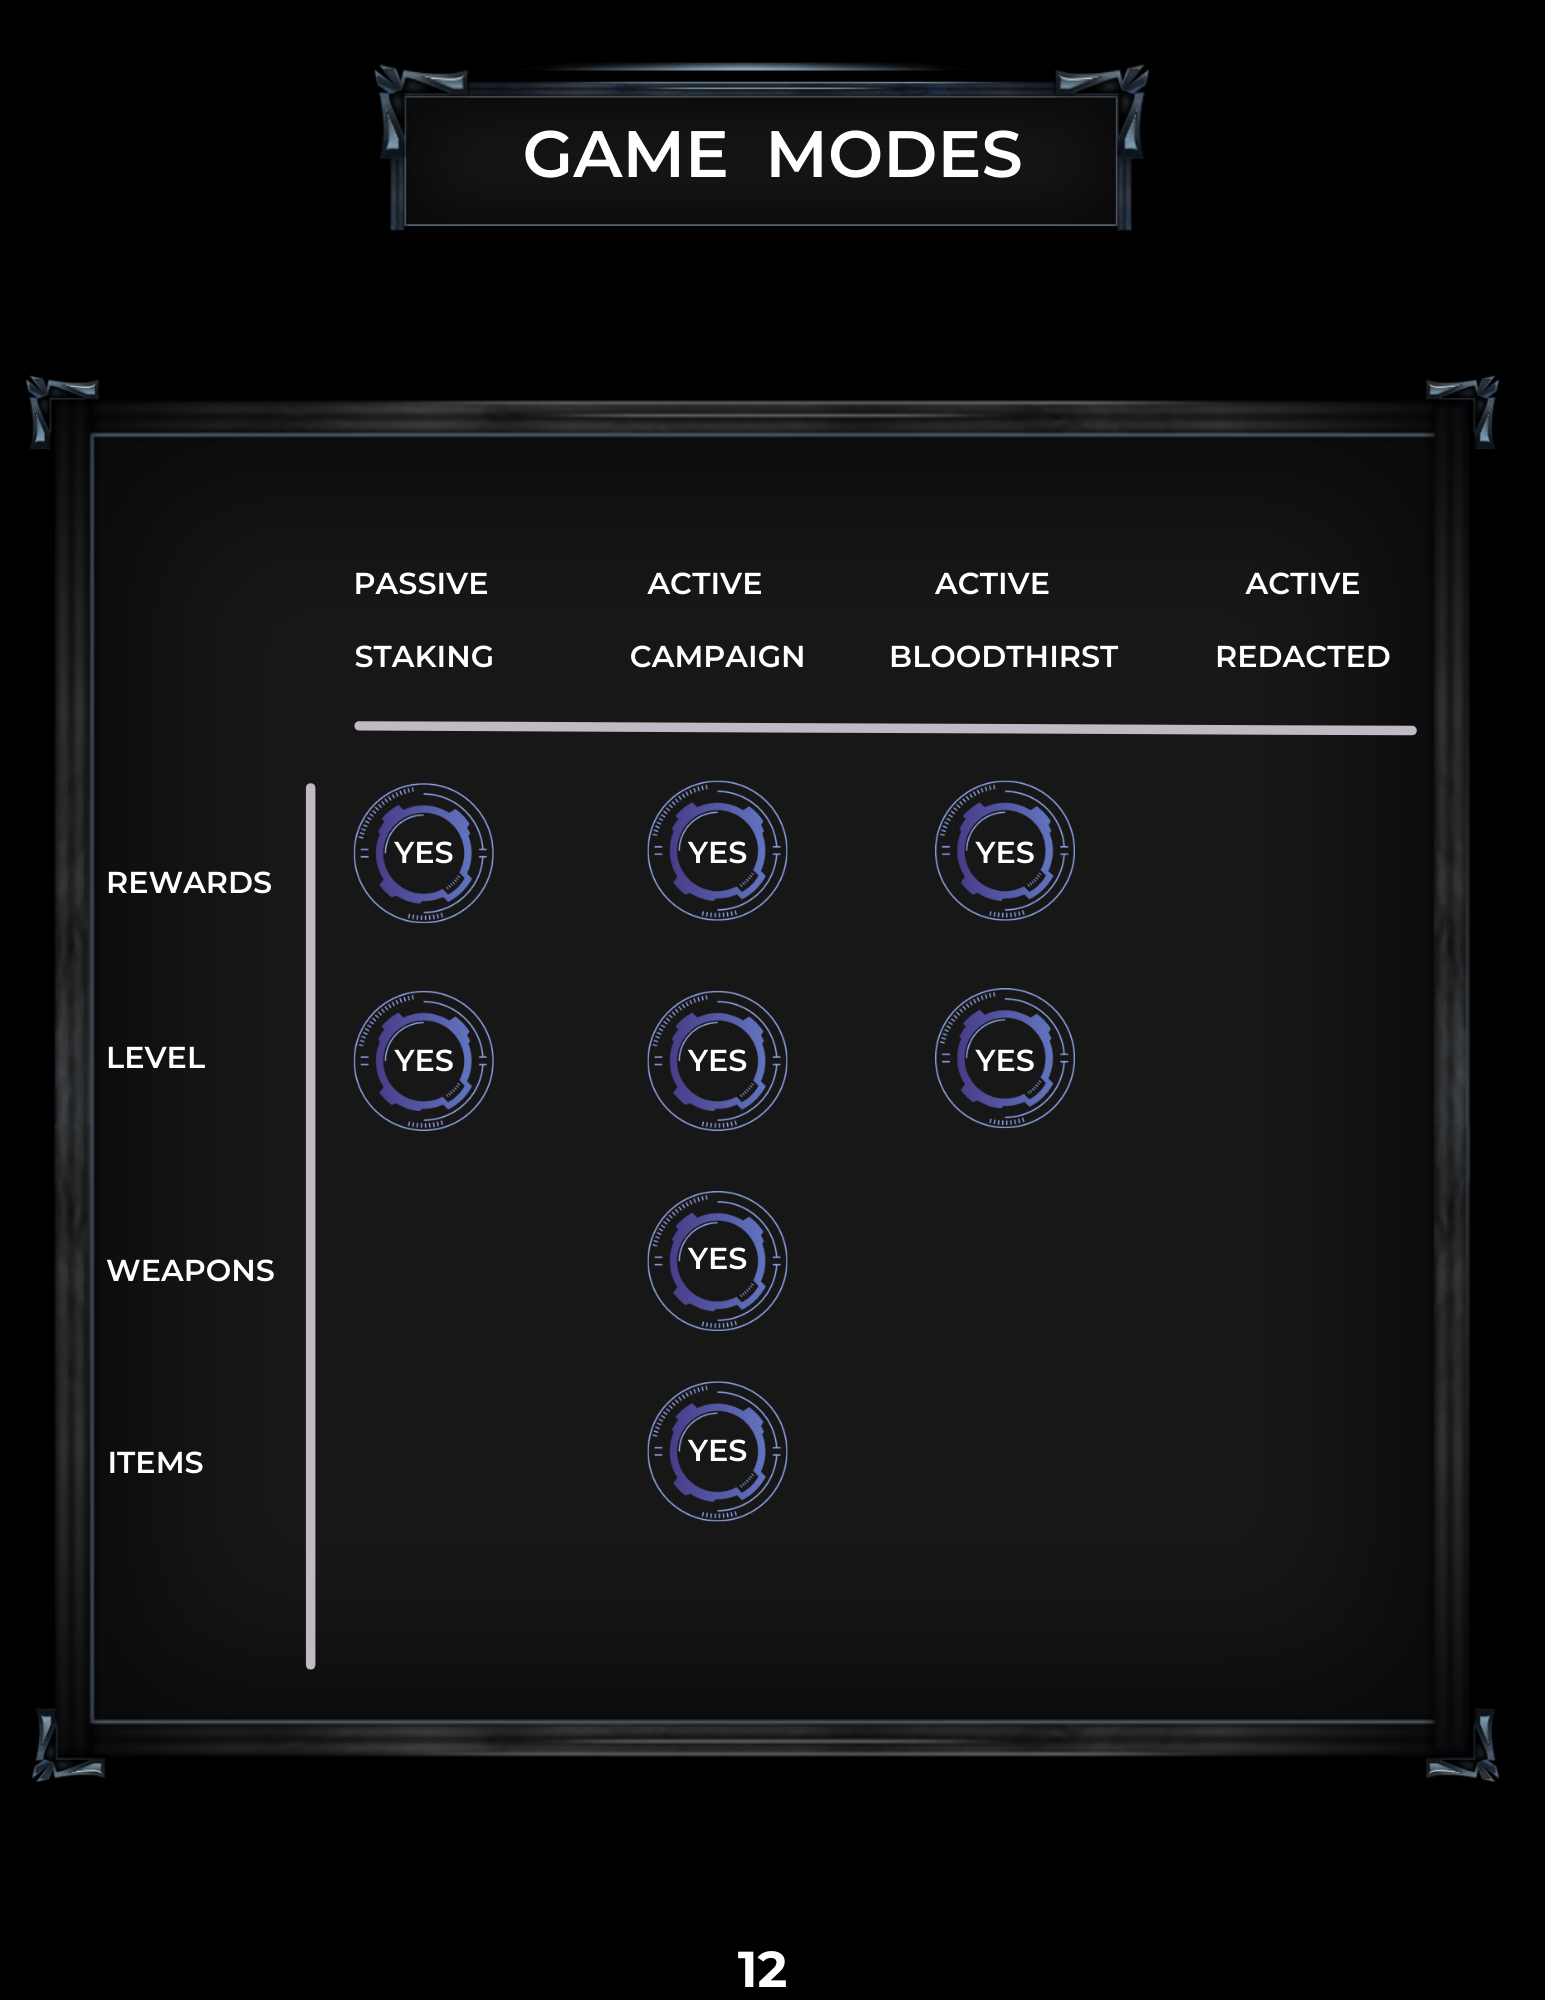 GAME MODES
PASSIVE ACTIVE ACTIVE ACTIVE
STAKING CAMPAIGN BLOODTHIRST REDACTED
REWARDS YES YES YES
LEVEL YES YES YES
WEAPONS YES
ITEMS YES
12